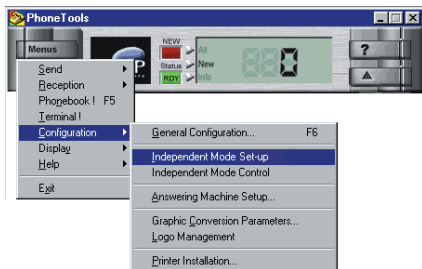 PhoneTools
Menus
NEW
Status
RDY
All
New
Info
0
?
Send
Reception
Phonebook ! F5
Terminal !
Configuration
Display
Help
Exit
General Configuration... F6
Independent Mode Set-up
Independent Mode Control
Answering Machine Setup...
Graphic Conversion Parameters...
Logo Management
Printer Installation...